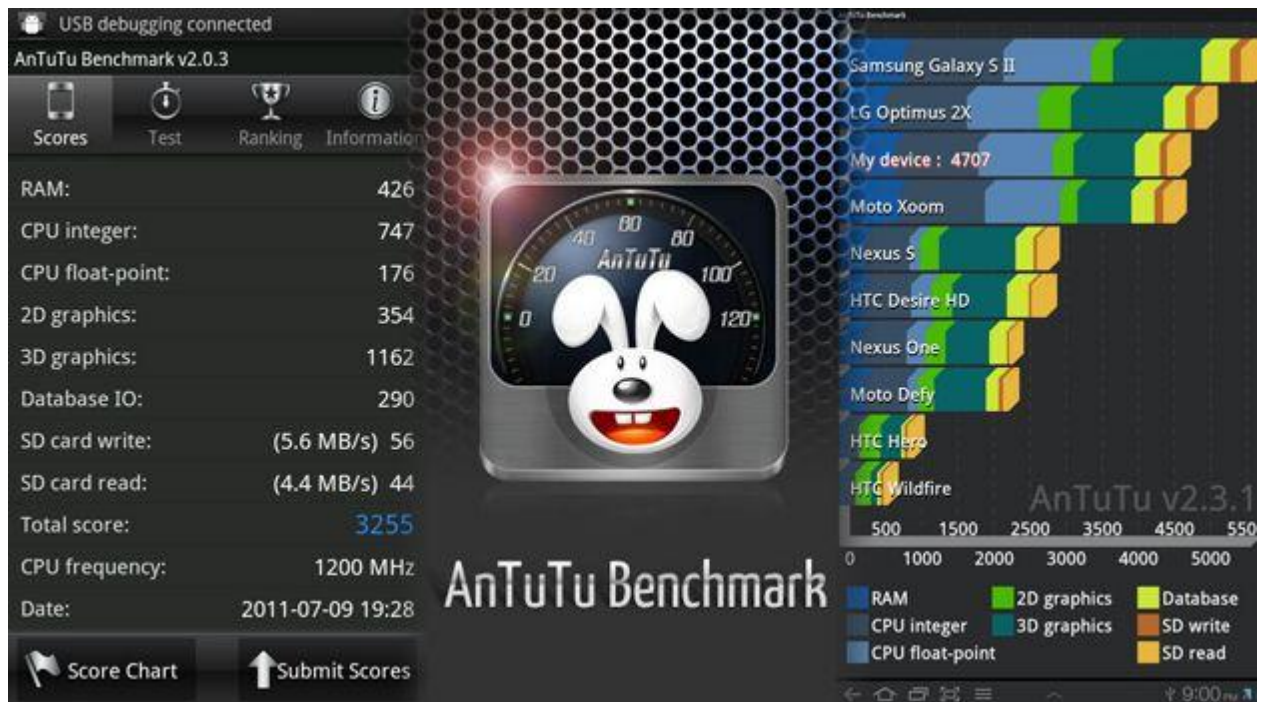 USB debugging connected
AnTuTu Benchmark v2.0.3
Scores Test Ranking Information
RAM: 426
CPU integer: 747
CPU float-point: 176
2D graphics: 354
3D graphics: 1162
Database IO: 290
SD card write: (5.6 MB/s) 56
SD card read: (4.4 MB/s) 44
Total score: 3255
CPU frequency: 1200 MHz
Date: 2011-07-09 19:28
Score Chart Submit Scores
0 20 40 60 80 100 120
AnTuTu
AnTuTu Benchmark
AnTuTu Benchmark
Samsung Galaxy S II
LG Optimus 2X
My device : 4707
Moto Xoom
Nexus S
HTC Desire HD
Nexus One
Moto Defy
HTC Hero
HTC Wildfire
AnTuTu v2.3.1
500 1500 2500 3500 4500 550
0 1000 2000 3000 4000 5000
RAM 2D graphics Database
CPU integer 3D graphics SD write
CPU float-point SD read
9:00